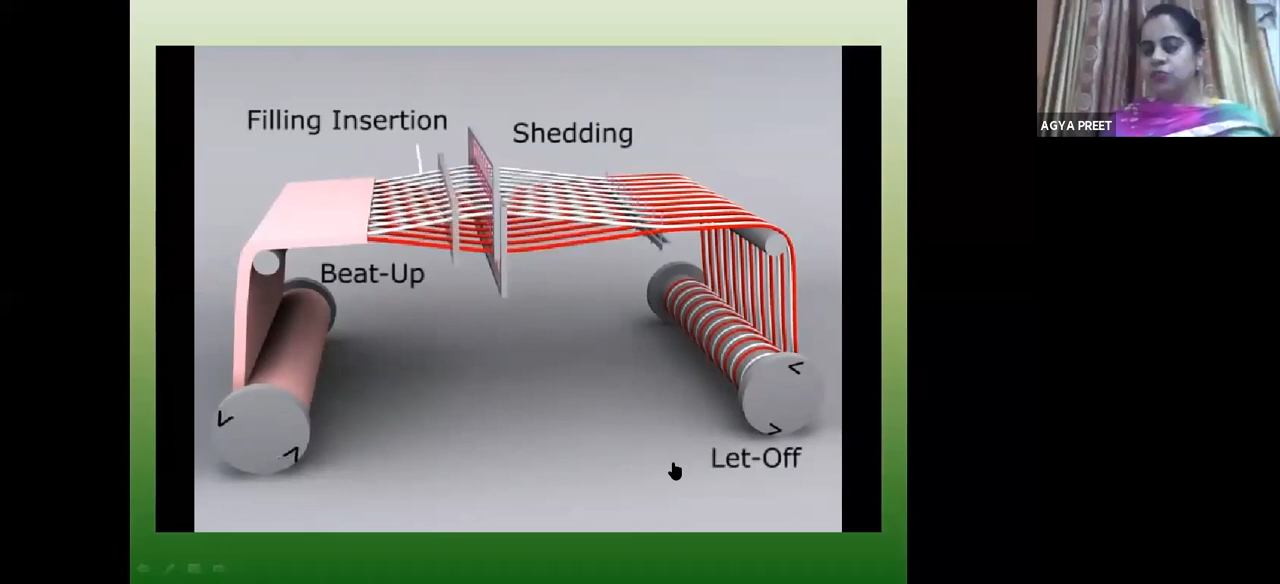 Filling Insertion
Shedding
AGYA PREET
Beat-Up
Let-Off